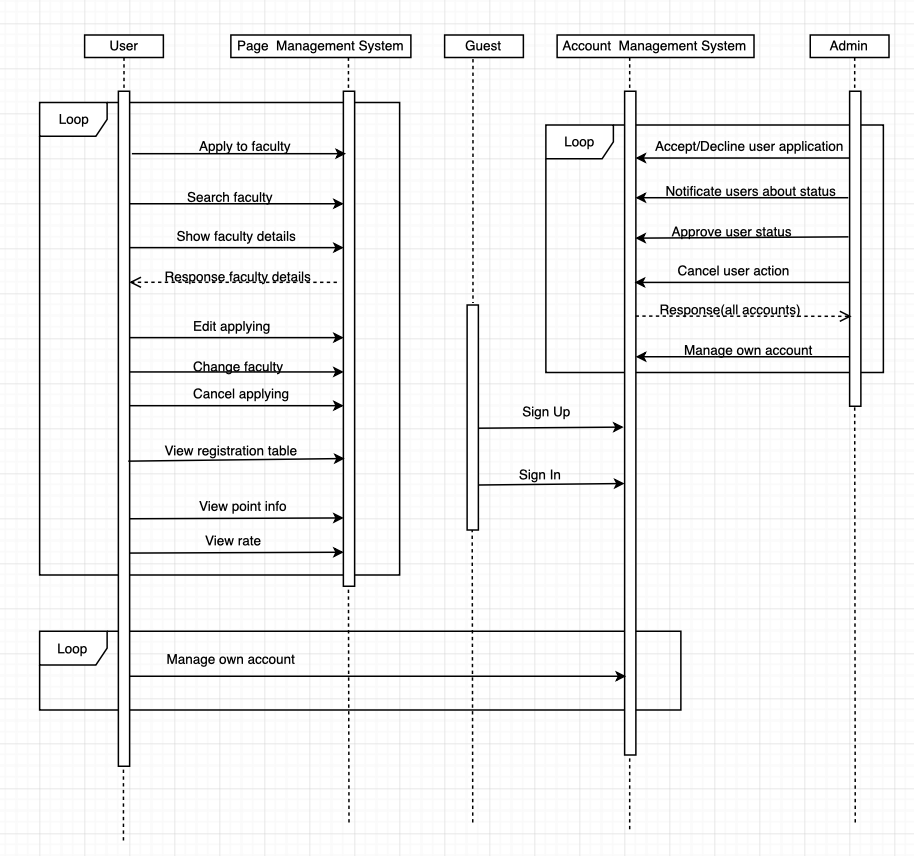 User
Page Management System
Guest
Account Management System
Admin
Loop
Apply to faculty
Search faculty
Show faculty details
Response faculty details
Edit applying
Change faculty
Cancel applying
View registration table
View point info
View rate
Loop
Accept/Decline user application
Notificate users about status
Approve user status
Cancel user action
Response(all accounts)
Manage own account
Sign Up
Sign In
Loop
Manage own account